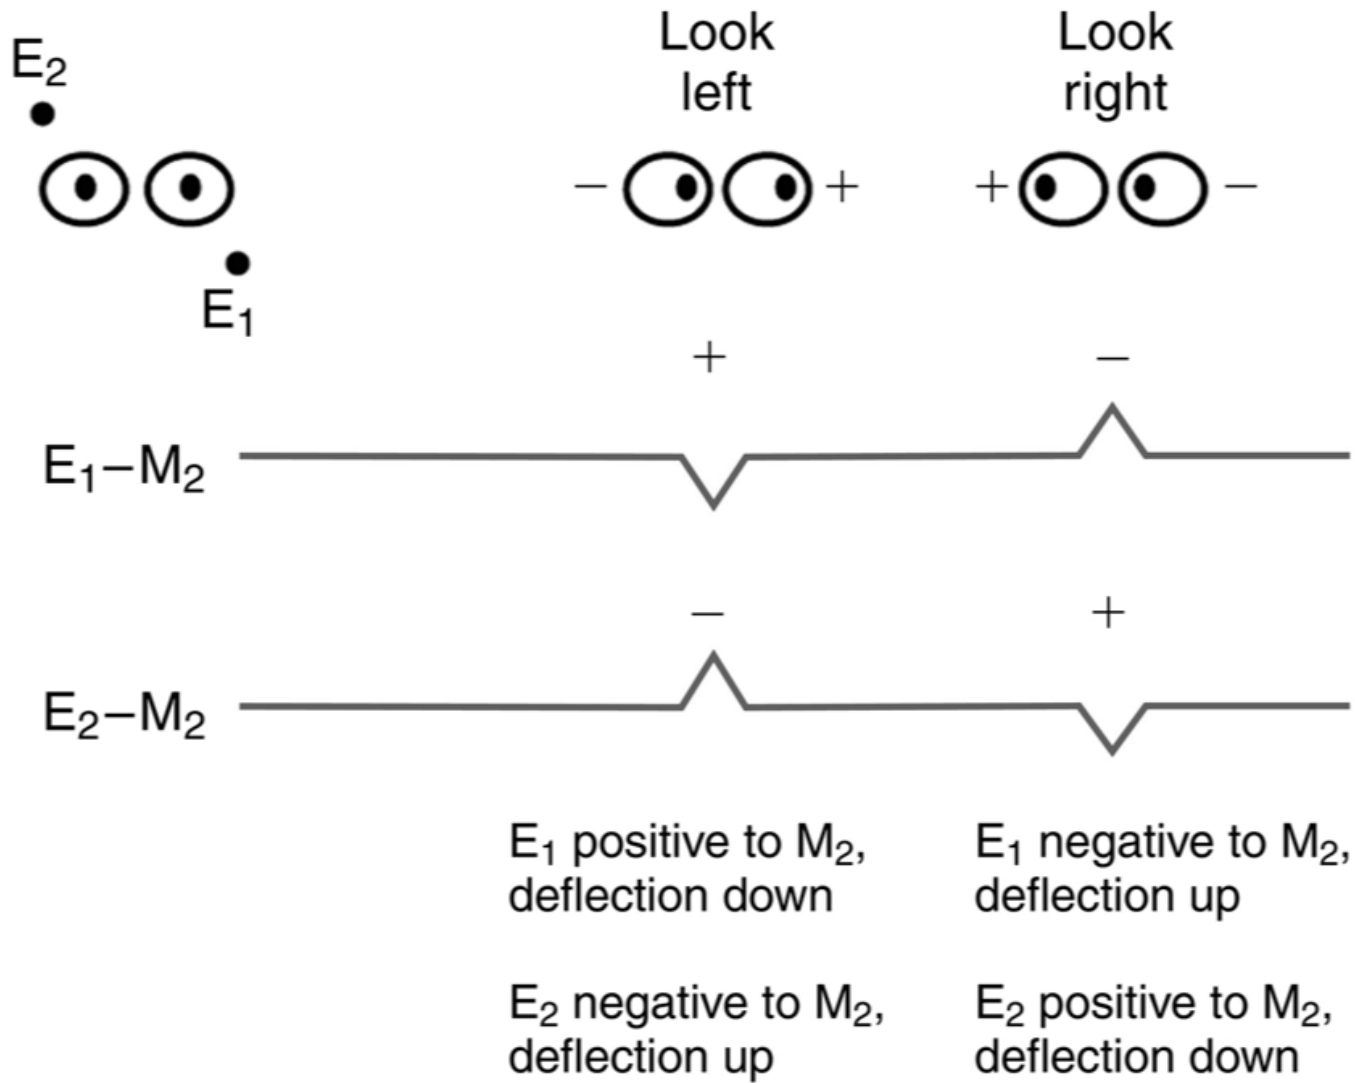 E₂
Look
left
Look
right
− +
+ −
E₁
+ −
E₁–M₂
− +
E₂–M₂
E₁ positive to M₂,
deflection down
E₁ negative to M₂,
deflection up
E₂ negative to M₂,
deflection up
E₂ positive to M₂,
deflection down